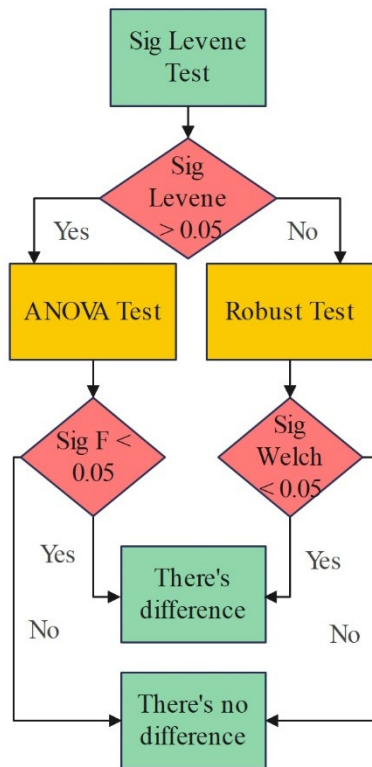 Sig Levene
Test
Sig
Levene
> 0.05
Yes
No
ANOVA Test
Robust Test
Sig F <
0.05
Sig
Welch
< 0.05
Yes
Yes
There's
difference
No
No
There's no
difference